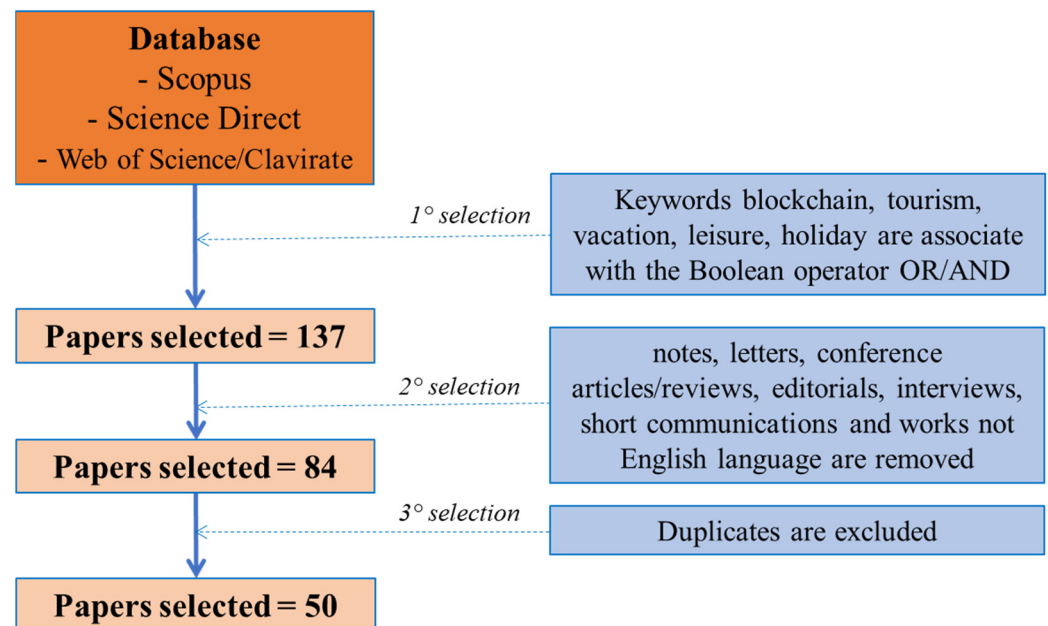 Database
- Scopus
- Science Direct
- Web of Science/Clavirate
1° selection
Keywords blockchain, tourism,
vacation, leisure, holiday are associate
with the Boolean operator OR/AND
Papers selected = 137
2° selection
notes, letters, conference
articles/reviews, editorials, interviews,
short communications and works not
English language are removed
Papers selected = 84
3° selection
Duplicates are excluded
Papers selected = 50